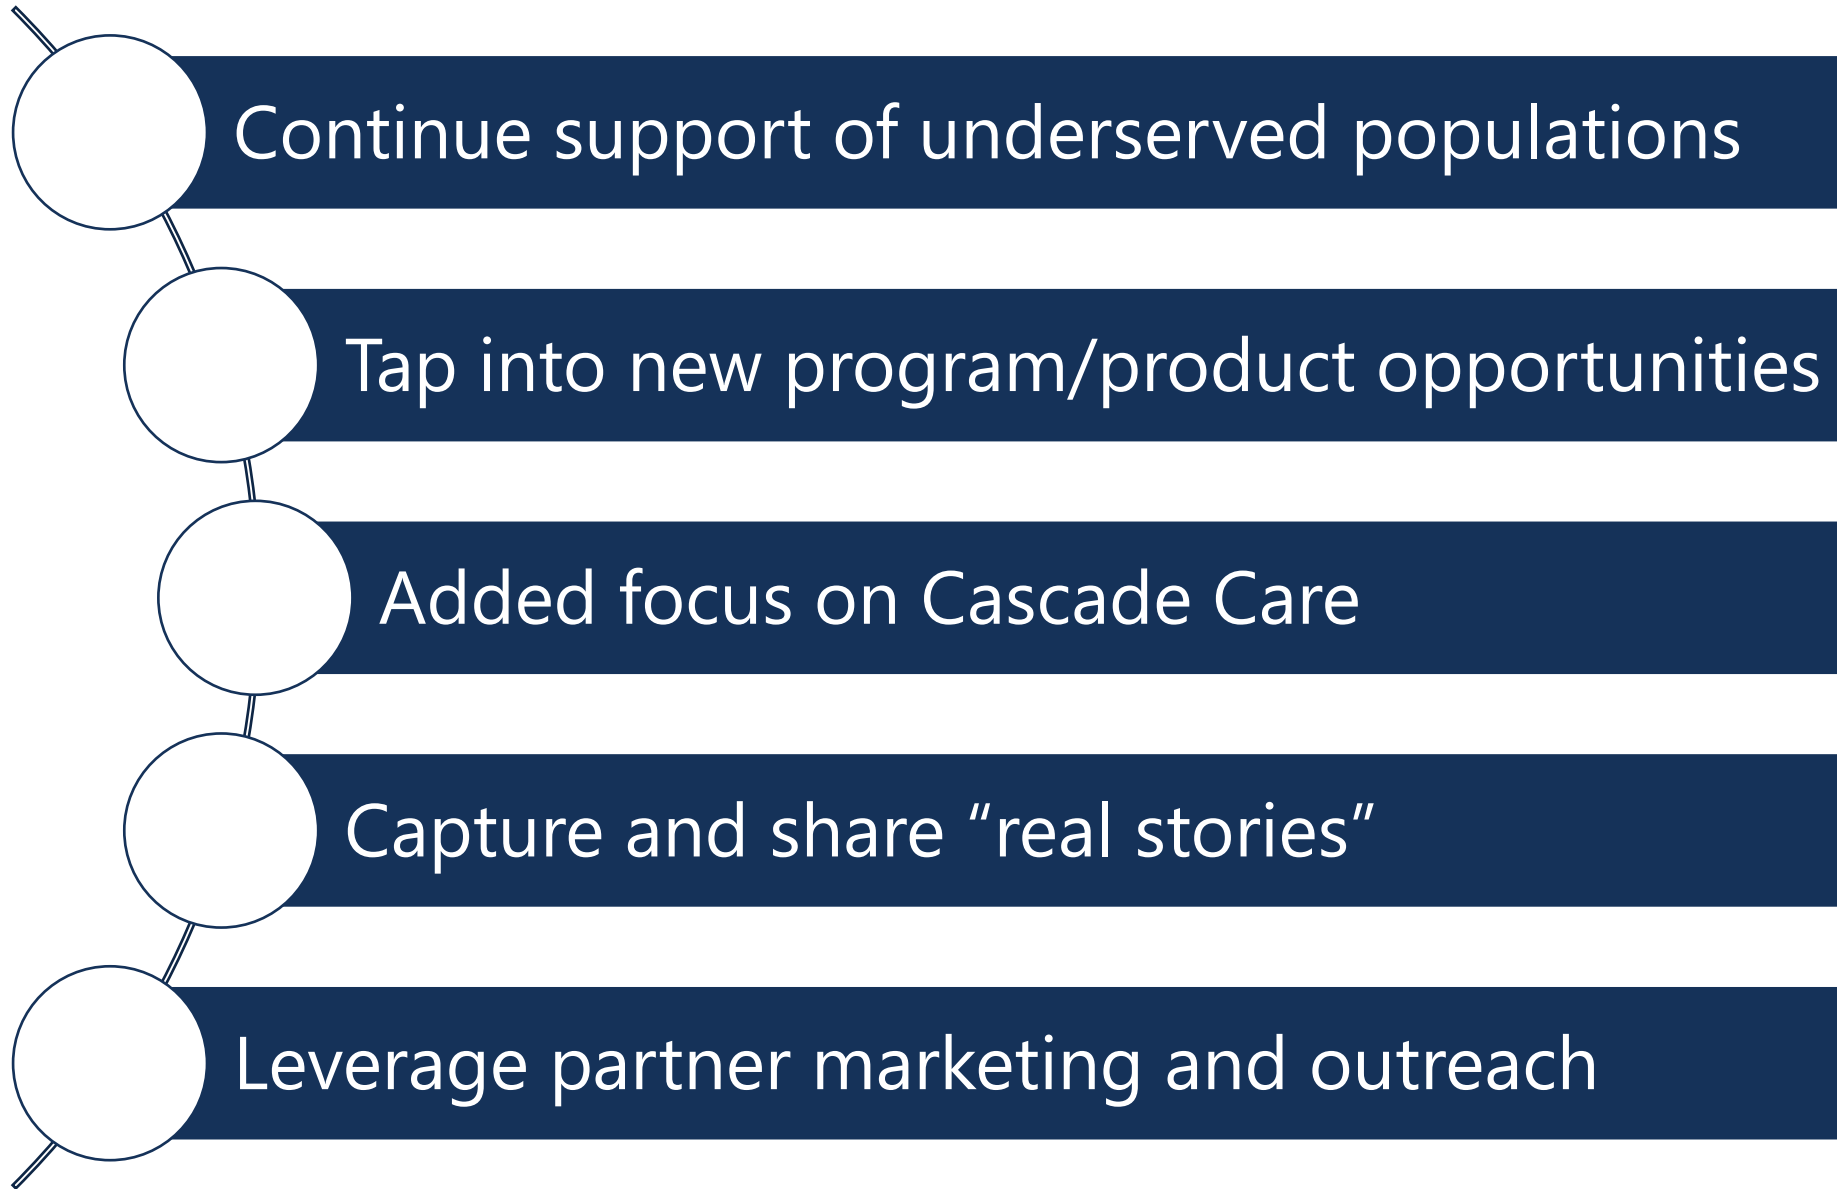 Continue support of underserved populations
Tap into new program/product opportunities
Added focus on Cascade Care
Capture and share “real stories”
Leverage partner marketing and outreach